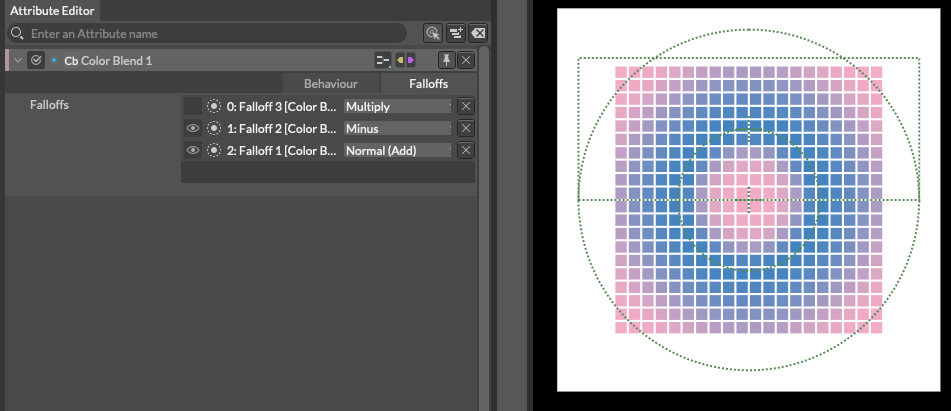 Attribute Editor
Enter an Attribute name
Cb Color Blend 1
Behaviour Falloffs
Falloffs
0: Falloff 3 [Color B... Multiply
1: Falloff 2 [Color B... Minus
2: Falloff 1 [Color B... Normal (Add)